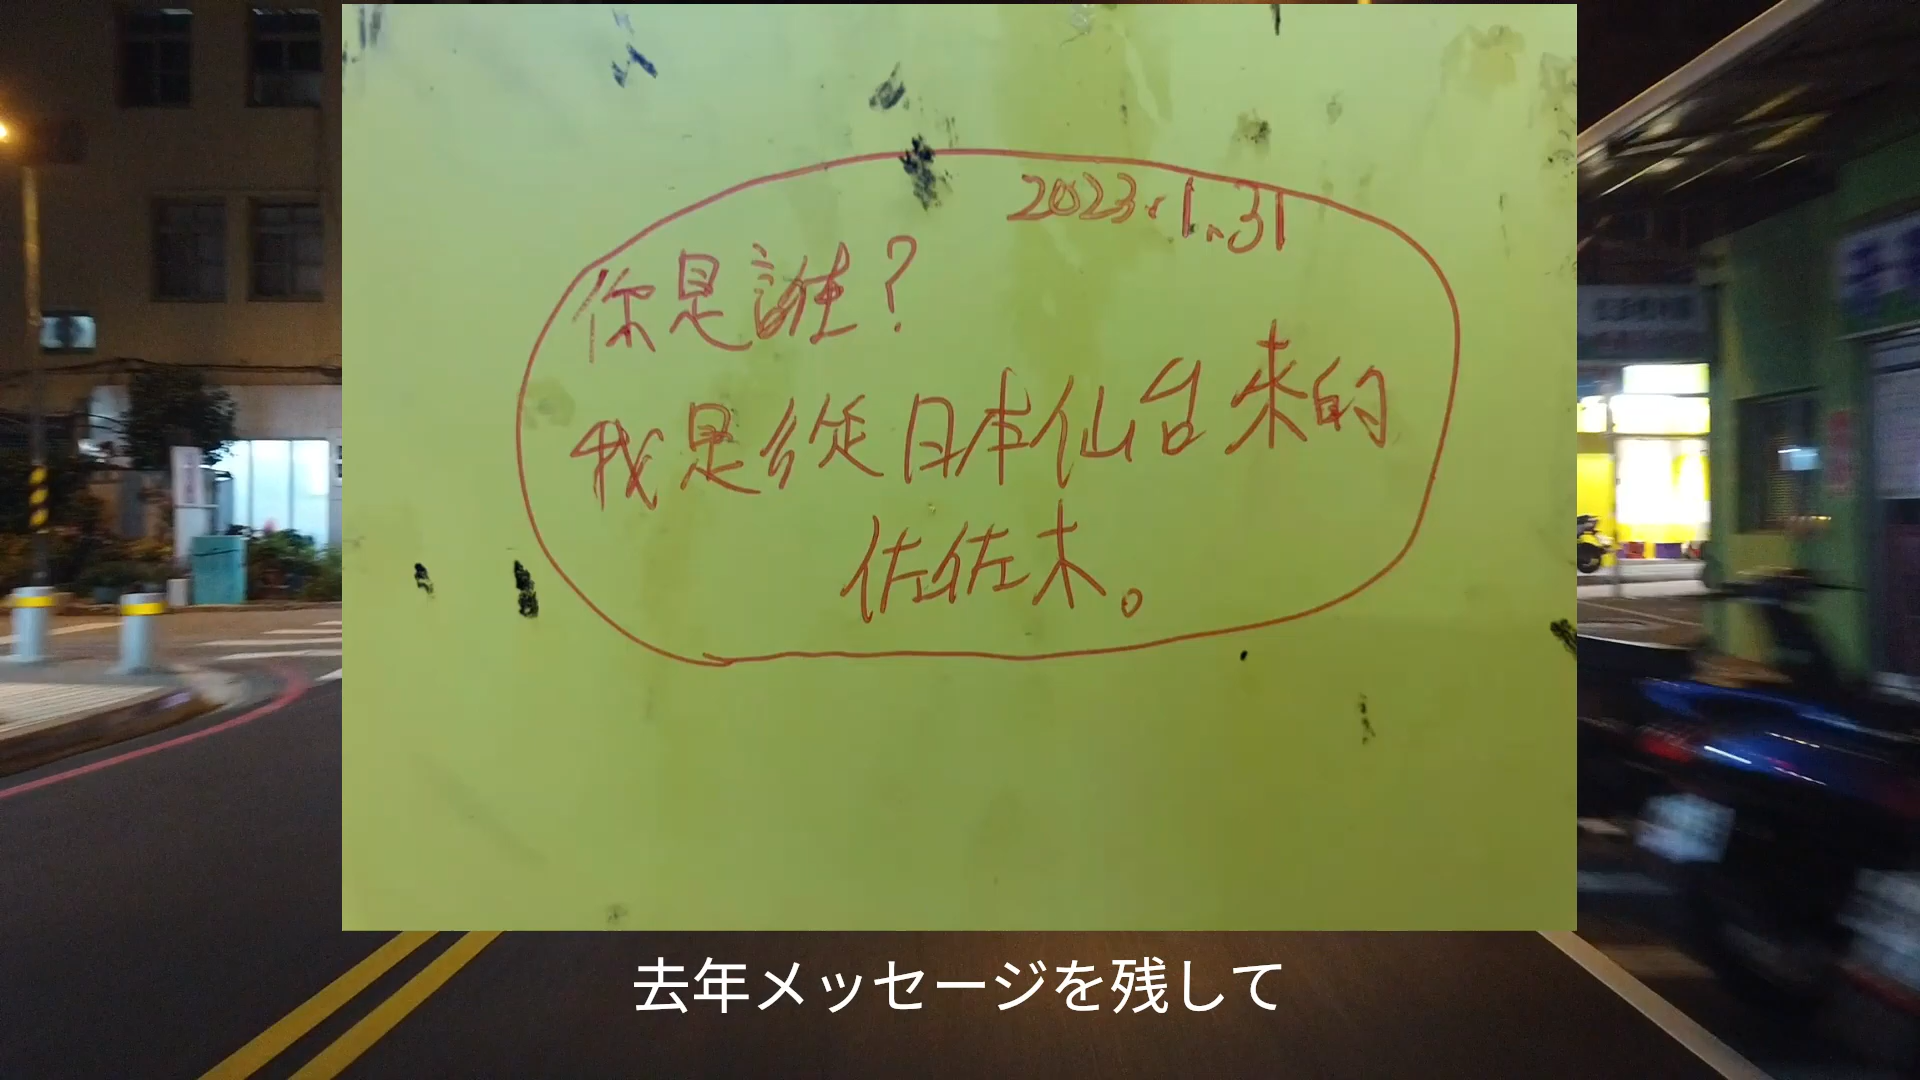 2023.1.31
你是誰?
我是從日本仙台來的
佐佐木。
去年メッセージを残して